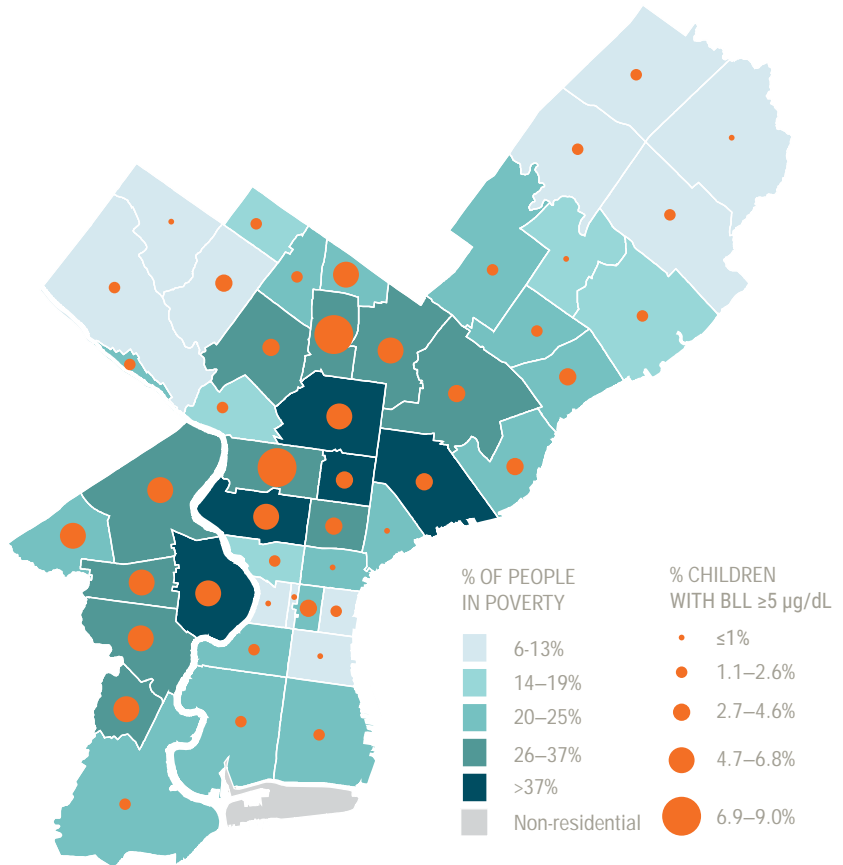 % OF PEOPLE
IN POVERTY
6-13%
14–19%
20–25%
26–37%
>37%
Non-residential
% CHILDREN
WITH BLL ≥5 µg/dL
≤1%
1.1–2.6%
2.7–4.6%
4.7–6.8%
6.9–9.0%